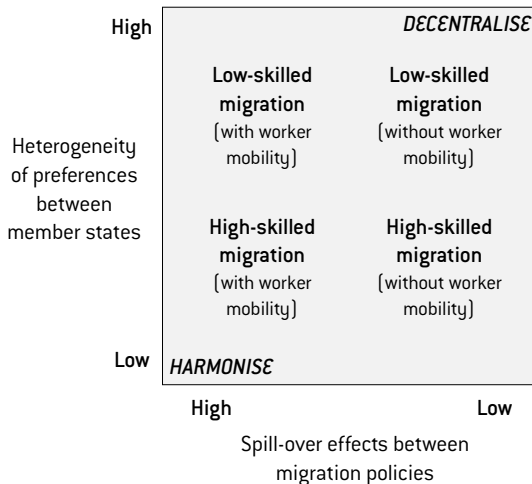 High
DECENTRALISE
Low-skilled
migration
(with worker
mobility)
Low-skilled
migration
(without worker
mobility)
Heterogeneity
of preferences
between
member states
High-skilled
migration
(with worker
mobility)
High-skilled
migration
(without worker
mobility)
Low
HARMONISE
High
Low
Spill-over effects between
migration policies